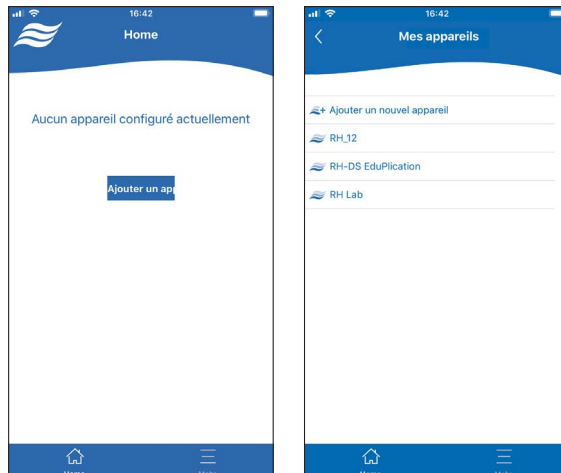 16:42
Home
Aucun appareil configuré actuellement
Ajouter un app
16:42
Mes appareils
Ajouter un nouvel appareil
RH_12
RH-DS EduPlication
RH Lab